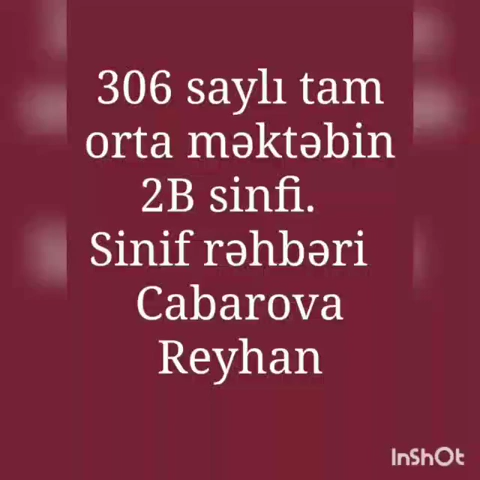 306 saylı tam
orta məktəbin
2B sinfi.
Sinif rəhbəri
Cabarova
Reyhan
InShOt